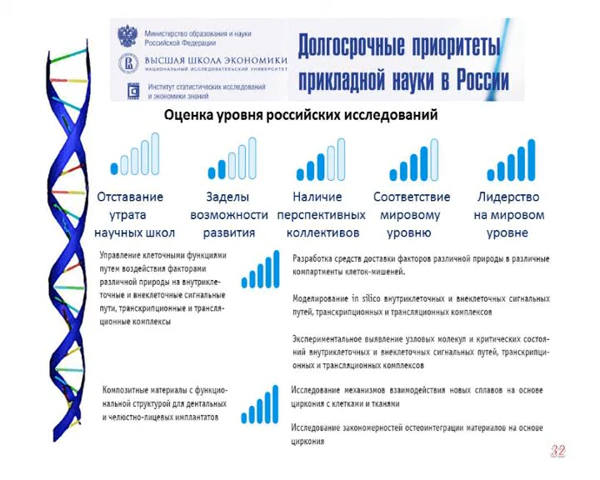 Министерство образования и науки
Российской Федерации
ВЫСШАЯ ШКОЛА ЭКОНОМИКИ
НАЦИОНАЛЬНЫЙ ИССЛЕДОВАТЕЛЬСКИЙ УНИВЕРСИТЕТ
Институт статистических исследований
и экономики знаний
Долгосрочные приоритеты
прикладной науки в России
Оценка уровня российских исследований
Отставание
утрата
научных школ
Заделы
возможности
развития
Наличие
перспективных
коллективов
Соответствие
мировому
уровню
Лидерство
на мировом
уровне
Управление клеточными функциями
путем воздействия факторами
различной природы на внутрикле-
точные и внеклеточные сигнальные
пути, транскрипционные и трансля-
ционные комплексы
Разработка средств доставки факторов различной природы в различные
компартменты клеток-мишеней.
Моделирование in silico внутриклеточных и внеклеточных сигнальных
путей, транскрипционных и трансляционных комплексов
Экспериментальное выявление узловых молекул и критических состоя-
ний внутриклеточных и внеклеточных сигнальных путей, транскрипци-
онных и трансляционных комплексов
Композитные материалы с функцио-
нальной структурой для дентальных
и челюстно-лицевых имплантатов
Исследование механизмов взаимодействия новых сплавов на основе
циркония с клетками и тканями
Исследование закономерностей остеоинтеграции материалов на основе
циркония
32